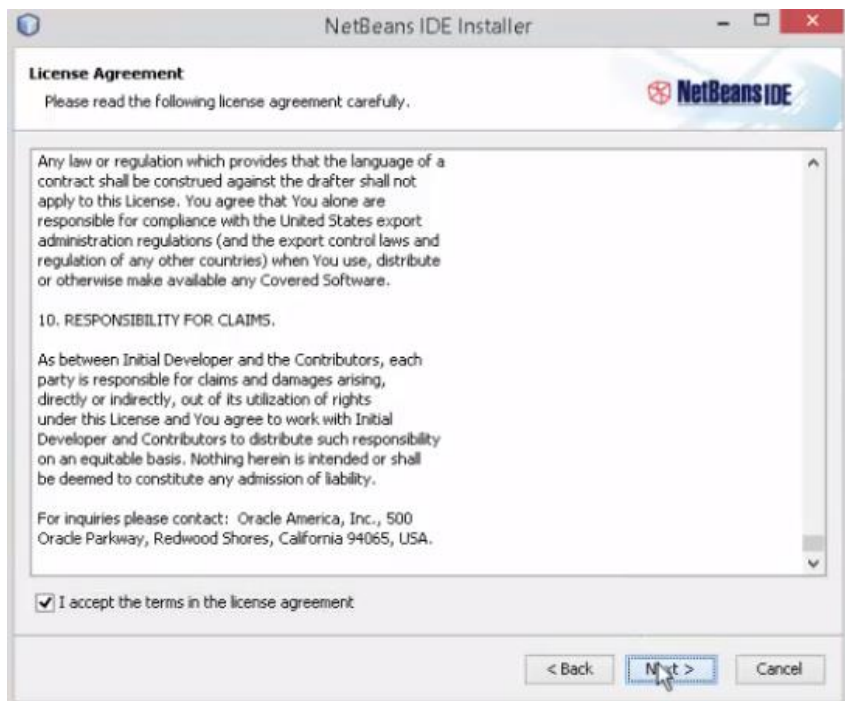 NetBeans IDE Installer
License Agreement
Please read the following license agreement carefully.
NetBeans IDE
Any law or regulation which provides that the language of a
contract shall be construed against the drafter shall not
apply to this License. You agree that You alone are
responsible for compliance with the United States export
administration regulations (and the export control laws and
regulation of any other countries) when You use, distribute
or otherwise make available any Covered Software.
10. RESPONSIBILITY FOR CLAIMS.
As between Initial Developer and the Contributors, each
party is responsible for claims and damages arising,
directly or indirectly, out of its utilization of rights
under this License and You agree to work with Initial
Developer and Contributors to distribute such responsibility
on an equitable basis. Nothing herein is intended or shall
be deemed to constitute any admission of liability.
For inquiries please contact: Oracle America, Inc., 500
Oracle Parkway, Redwood Shores, California 94065, USA.
I accept the terms in the license agreement
< Back Next > Cancel